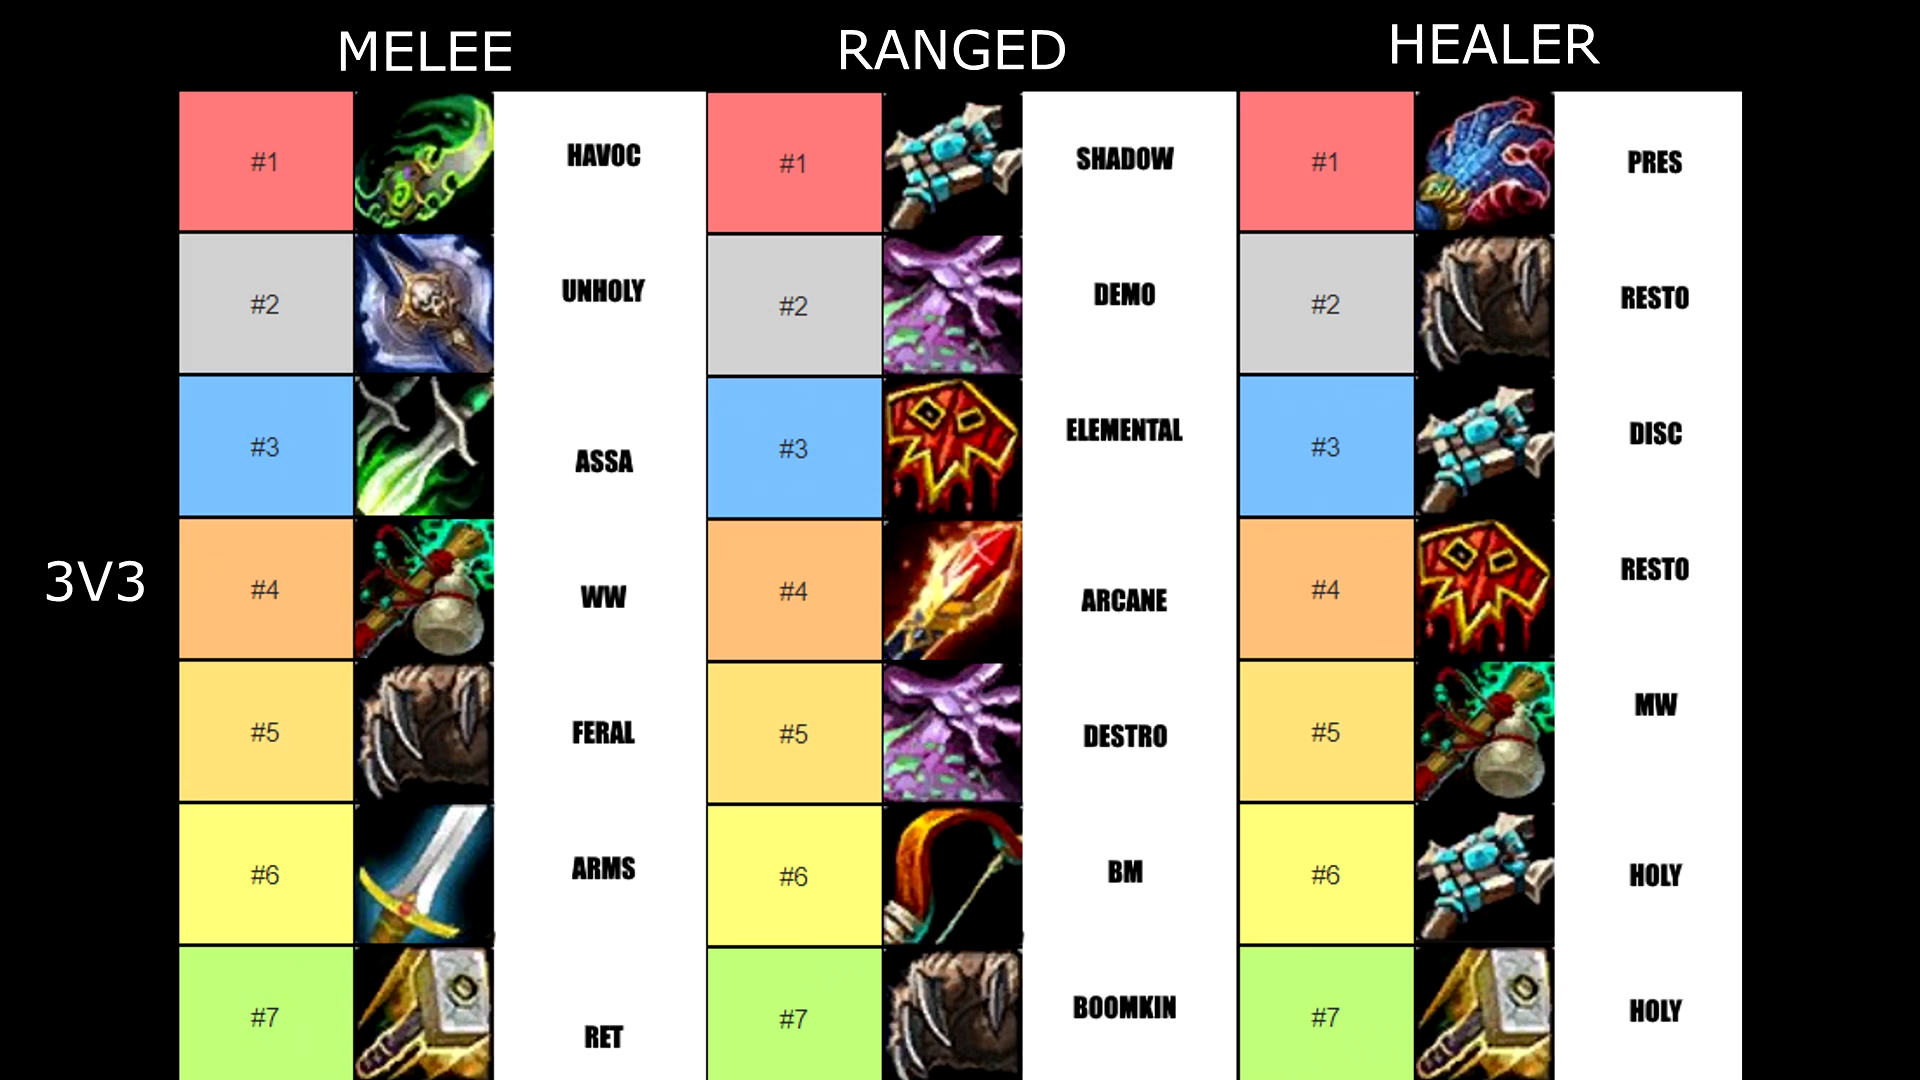 MELEE RANGED HEALER
#1 HAVOC #1 SHADOW #1 PRES
#2 UNHOLY #2 DEMO #2 RESTO
#3 ASSA #3 ELEMENTAL #3 DISC
3V3
#4 WW #4 ARCANE #4 RESTO
#5 FERAL #5 DESTRO #5 MW
#6 ARMS #6 BM #6 HOLY
#7 RET #7 BOOMKIN #7 HOLY